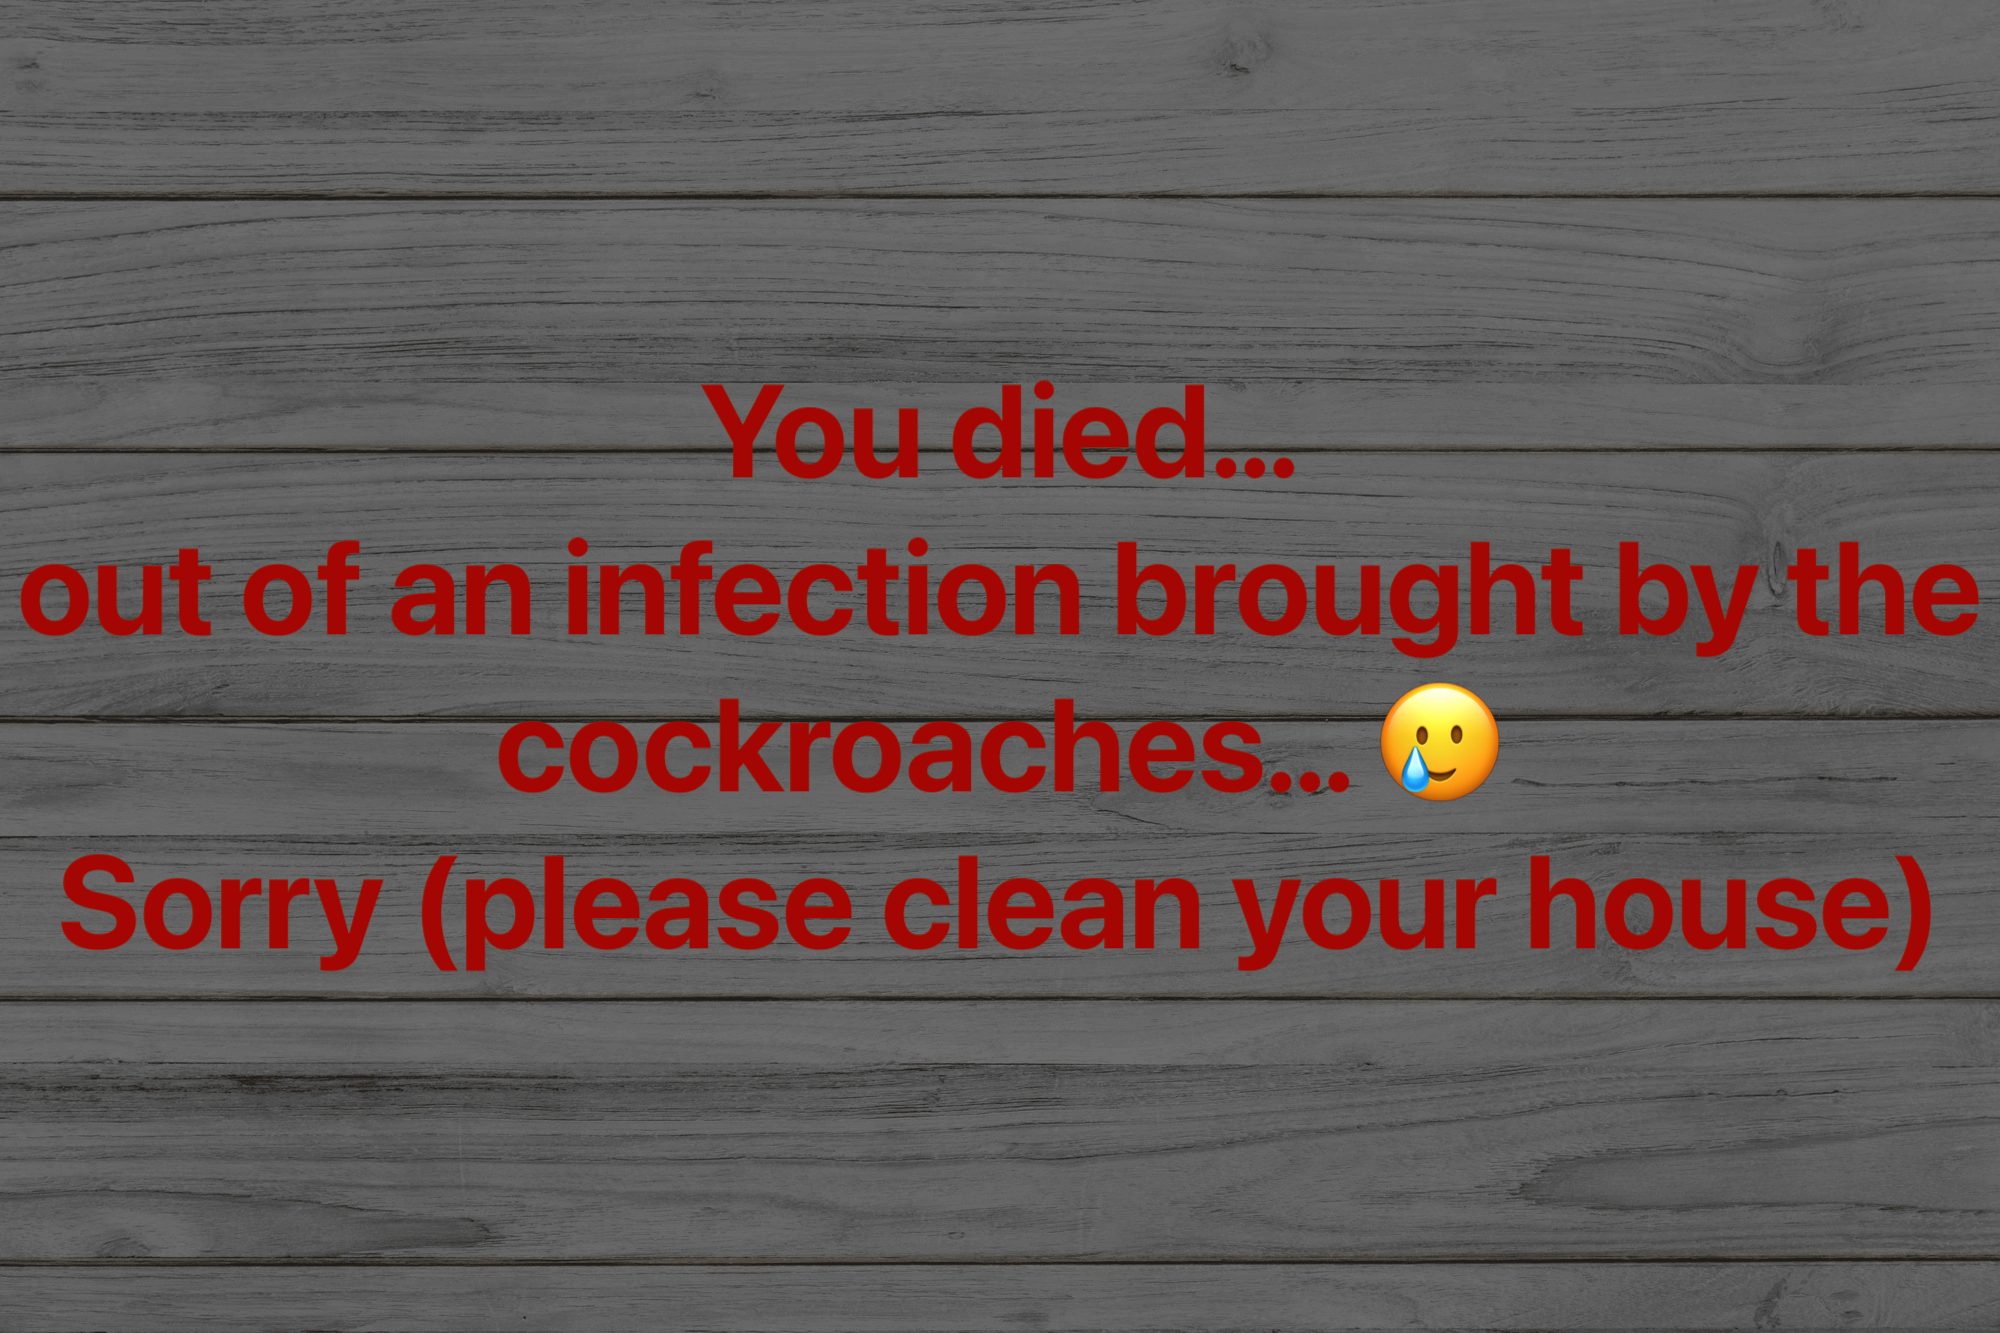 You died...
out of an infection brought by the
cockroaches... 🥲
Sorry (please clean your house)